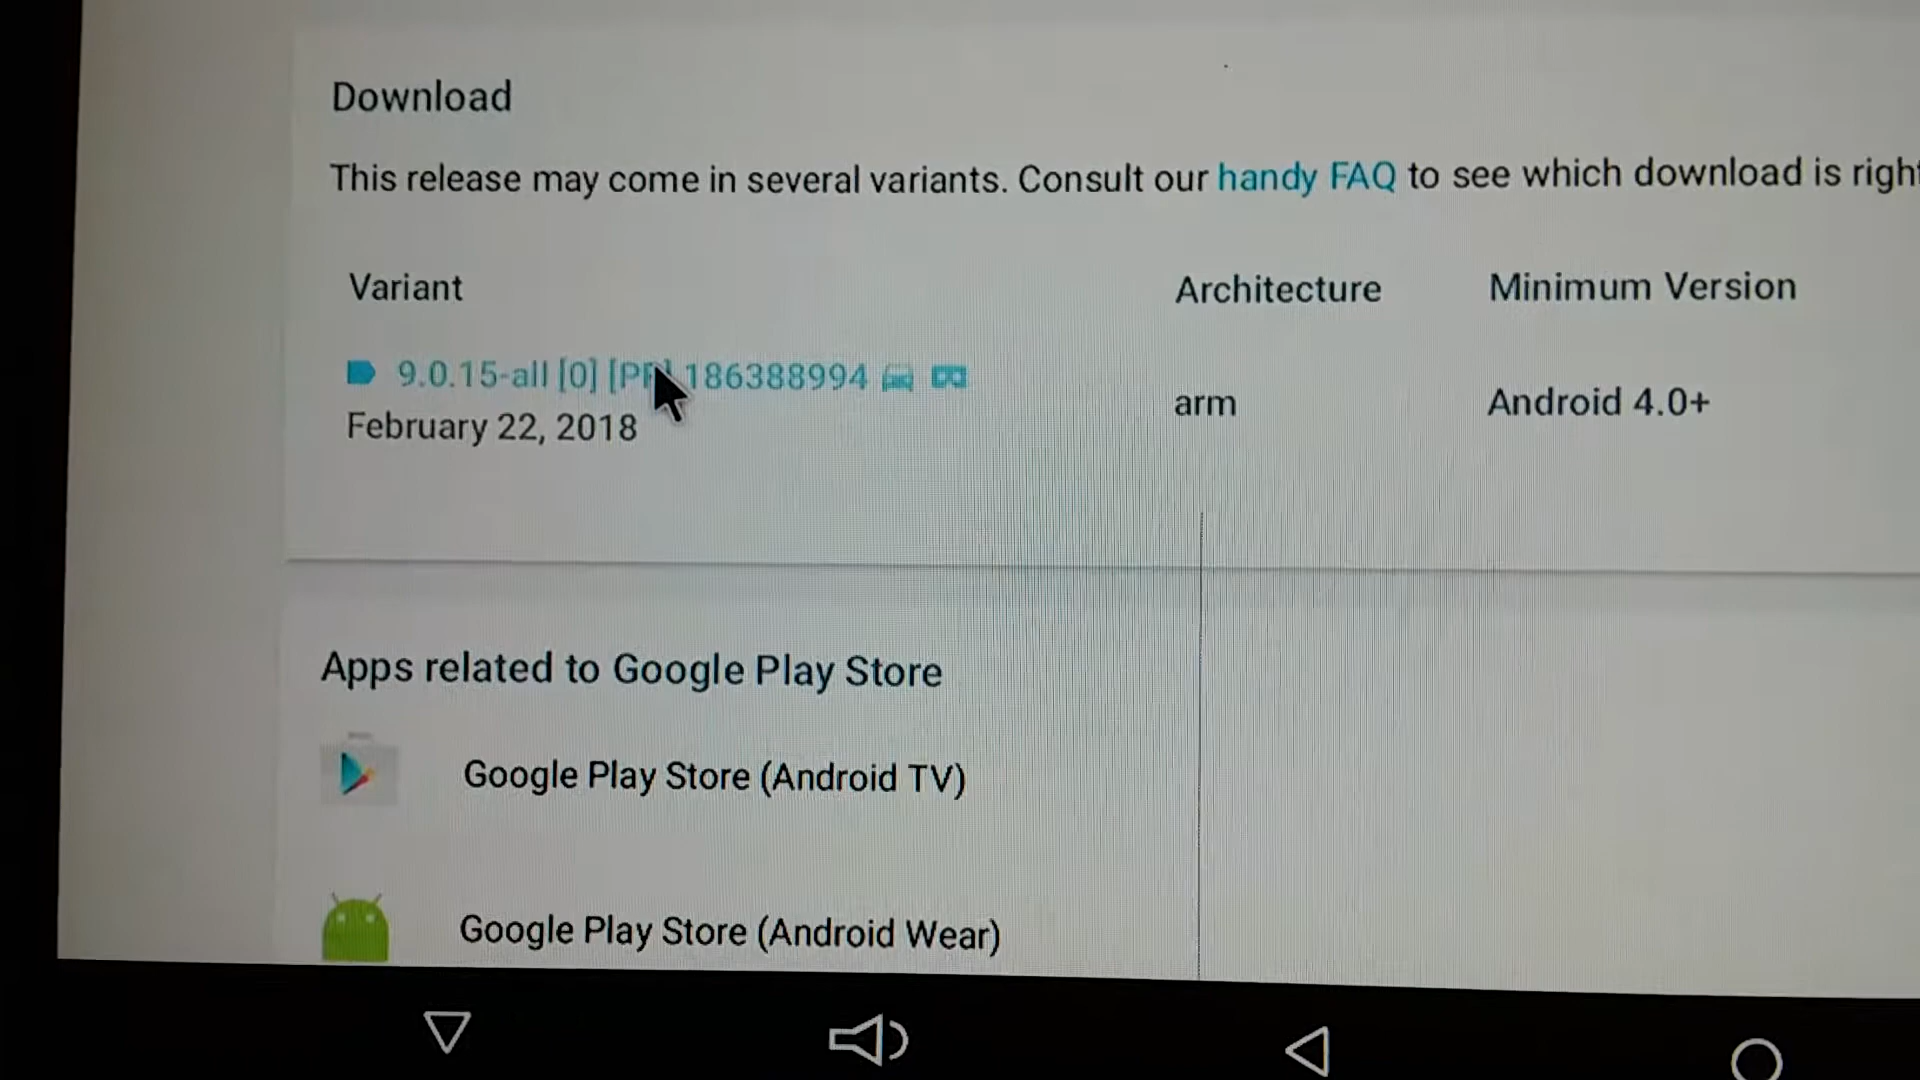 Download
This release may come in several variants. Consult our handy FAQ to see which download is right
Variant Architecture Minimum Version
9.0.15-all [0] [PR] 186388994
February 22, 2018
arm Android 4.0+
Apps related to Google Play Store
Google Play Store (Android TV)
Google Play Store (Android Wear)